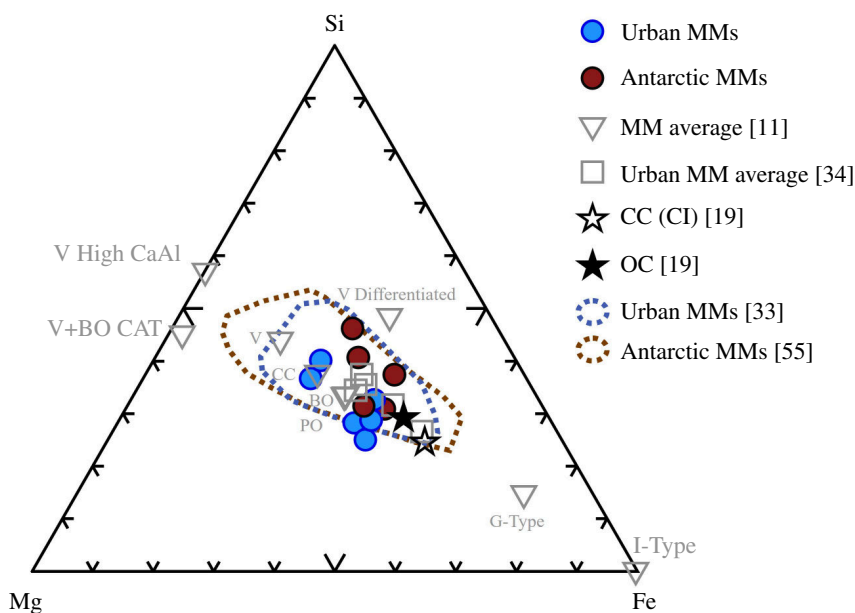 Si
Urban MMs
Antarctic MMs
MM average [11]
Urban MM average [34]
CC (CI) [19]
OC [19]
Urban MMs [33]
Antarctic MMs [55]
V High CaAl
V+BO CAT
V Differentiated
V
CC
BO
PO
G-Type
I-Type
Mg
Fe